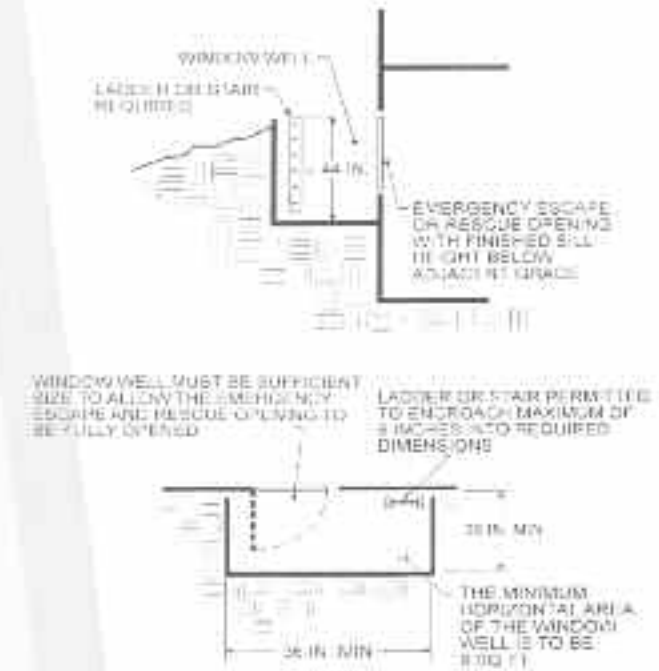 WINDOW WELL
LADDER OR STAIR
REQUIRED
44 IN.
EMERGENCY ESCAPE
OR RESCUE OPENING
WITH FINISHED SILL
HEIGHT BELOW
ADJACENT GRADE
WINDOW WELL MUST BE SUFFICIENT
SIZE TO ALLOW THE EMERGENCY
ESCAPE AND RESCUE OPENING TO
BE FULLY OPENED
LADDER OR STAIR PERMITTED
TO ENCROACH MAXIMUM OF
INCHES INTO REQUIRED
DIMENSIONS
IN. MIN
THE MINIMUM
HORIZONTAL AREA
OF THE WINDOW
WELL IS TO BE
SQ FT
36 IN. MIN